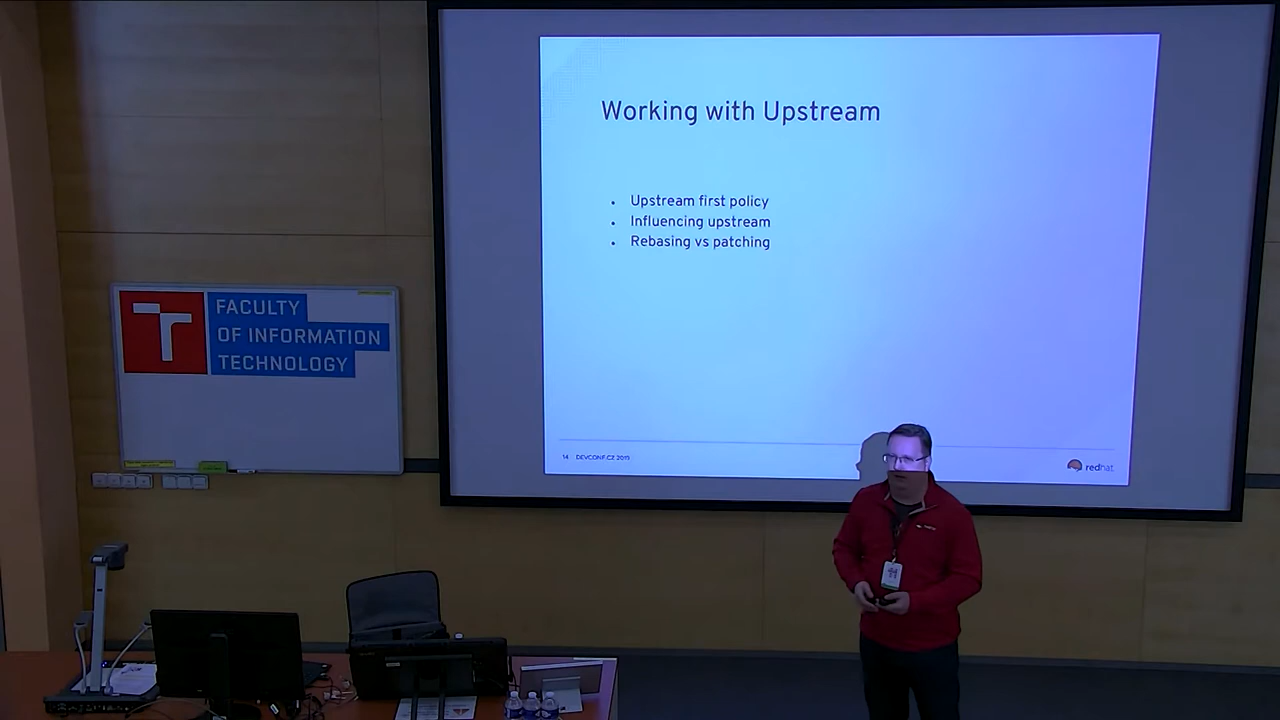 Working with Upstream
Upstream first policy
Influencing upstream
Rebasing vs patching
14 DEVCONF.CZ 2019
redhat
FACULTY
OF INFORMATION
TECHNOLOGY